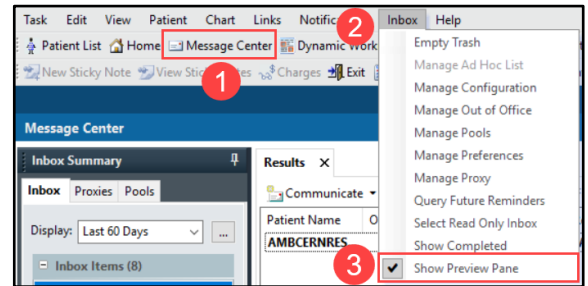 Task Edit View Patient Chart Links Inbox Help
2
Patient List Home Message Center Dynamic
New Sticky Note View Charges Exit
1
Empty Trash
Manage Ad Hoc List
Manage Configuration
Manage Out of Office
Manage Pools
Manage Preferences
Manage Proxy
Query Future Reminders
Select Read Only Inbox
Show Completed
3 Show Preview Pane
Message Center
Inbox Summary
Inbox Proxies Pools
Display: Last 60 Days ...
Inbox Items (8)
Results ×
Communicate
Patient Name
AMBCERNRES